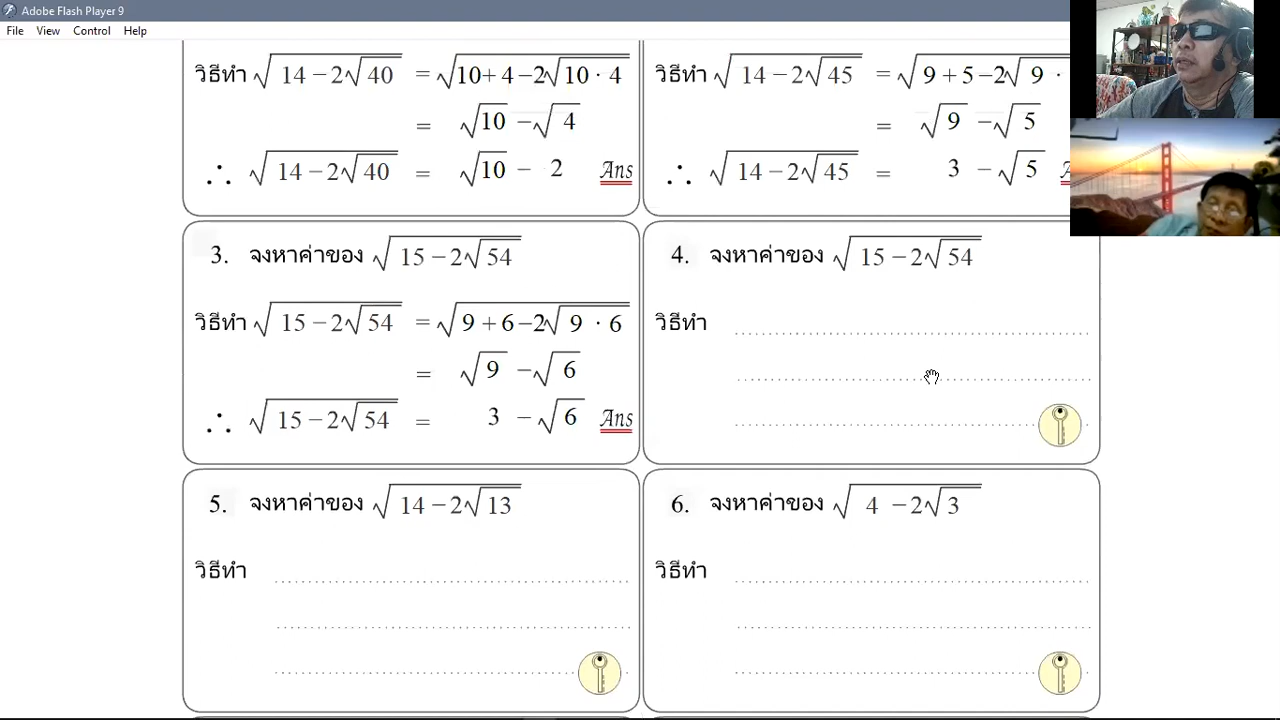 Adobe Flash Player 9
File View Control Help
วิธีทำ √(14 − 2√40) = √(10 + 4 − 2√(10 · 4))
= √10 − √4
∴ √(14 − 2√40) = √10 − 2 Ans
วิธีทำ √(14 − 2√45) = √(9 + 5 − 2√(9 ·
= √9 − √5
∴ √(14 − 2√45) = 3 − √5
3. จงหาค่าของ √(15 − 2√54)
วิธีทำ √(15 − 2√54) = √(9 + 6 − 2√(9 · 6))
= √9 − √6
∴ √(15 − 2√54) = 3 − √6 Ans
4. จงหาค่าของ √(15 − 2√54)
วิธีทำ
5. จงหาค่าของ √(14 − 2√13)
วิธีทำ
6. จงหาค่าของ √(4 − 2√3)
วิธีทำ